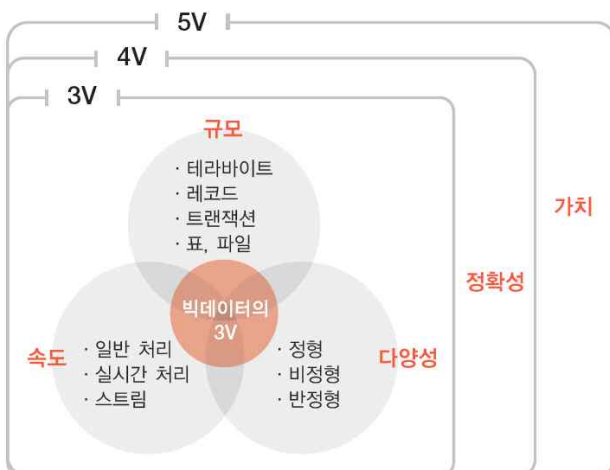 5V
4V
3V
규모
· 테라바이트
· 레코드
· 트랜잭션
· 표, 파일
가치
정확성
빅데이터의
3V
속도
· 일반 처리
· 실시간 처리
· 스트림
· 정형
· 비정형
· 반정형
다양성